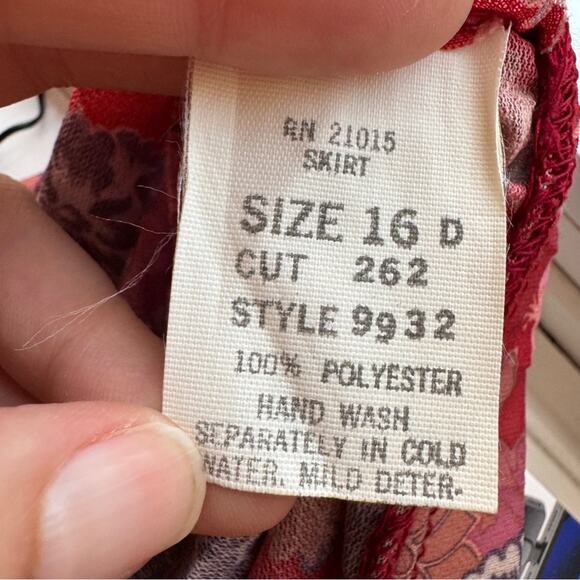 RN 21015
SKIRT
SIZE 16 D
CUT 262
STYLE 9932
100% POLYESTER
HAND WASH
SEPARATELY IN COLD
WATER. MILD DETER-